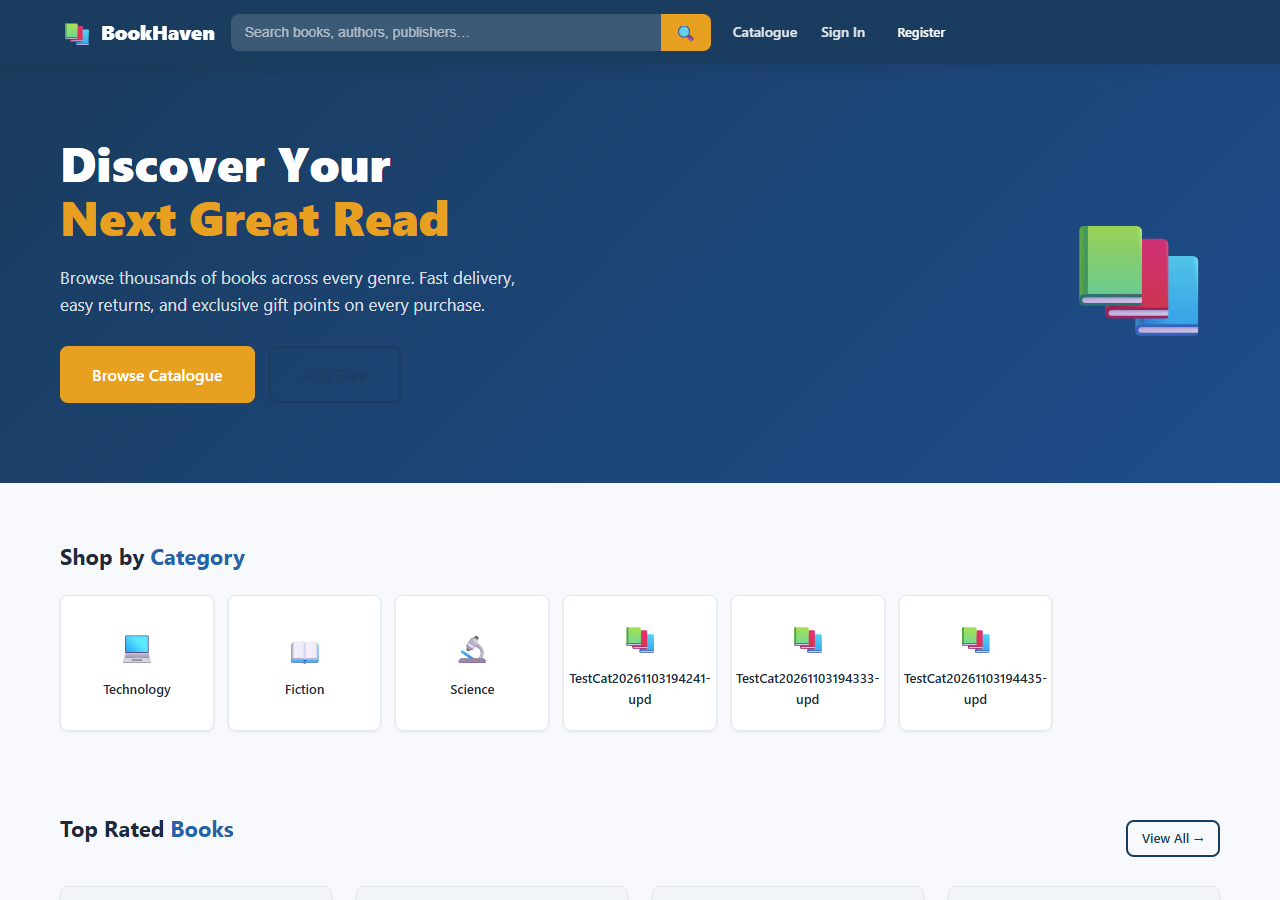 BookHaven
Search books, authors, publishers...
Catalogue
Sign In
Register
Discover Your
Next Great Read
Browse thousands of books across every genre. Fast delivery,
easy returns, and exclusive gift points on every purchase.
Browse Catalogue
Join Free
Shop by Category
Technology
Fiction
Science
TestCat20261103194241-
upd
TestCat20261103194333-
upd
TestCat20261103194435-
upd
Top Rated Books
View All →